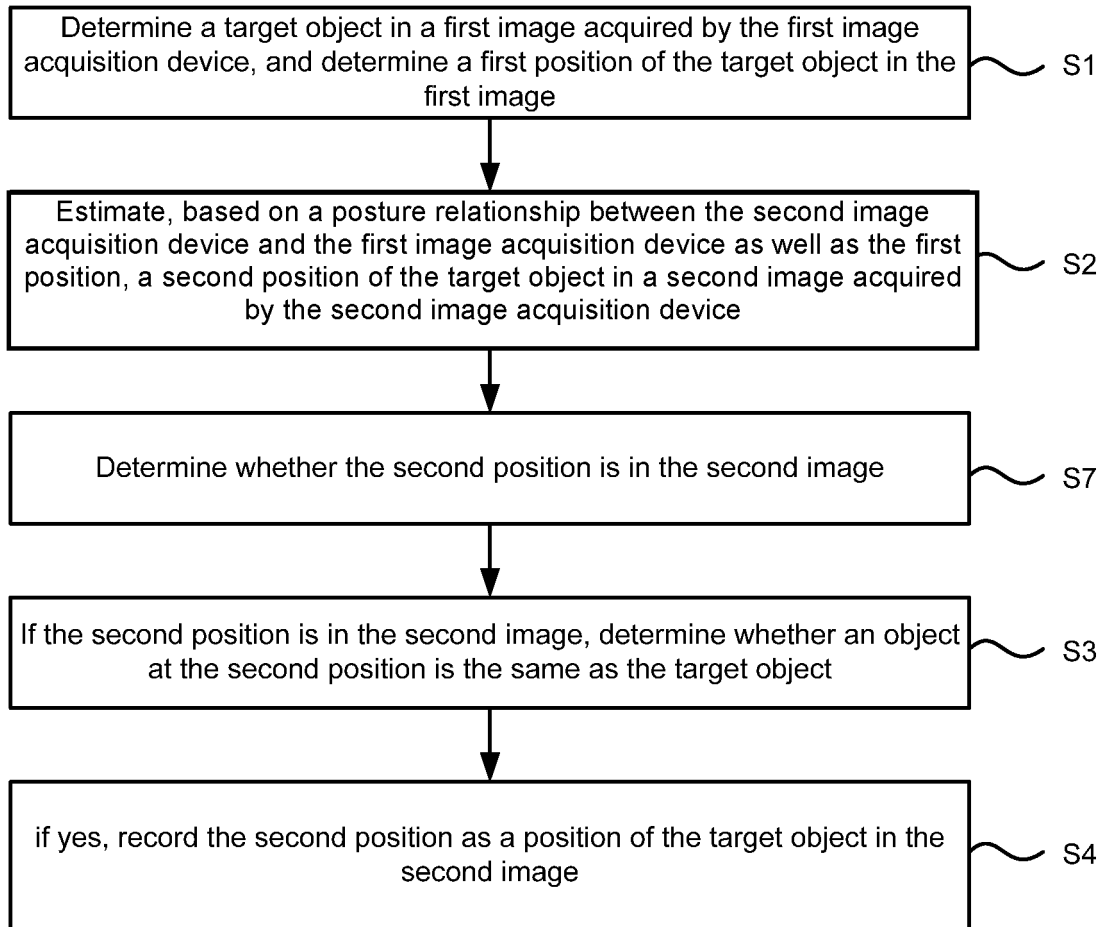 Determine a target object in a first image acquired by the first image
acquisition device, and determine a first position of the target object in the
first image
S1
Estimate, based on a posture relationship between the second image
acquisition device and the first image acquisition device as well as the first
position, a second position of the target object in a second image acquired
by the second image acquisition device
S2
Determine whether the second position is in the second image
S7
If the second position is in the second image, determine whether an object
at the second position is the same as the target object
S3
if yes, record the second position as a position of the target object in the
second image
S4